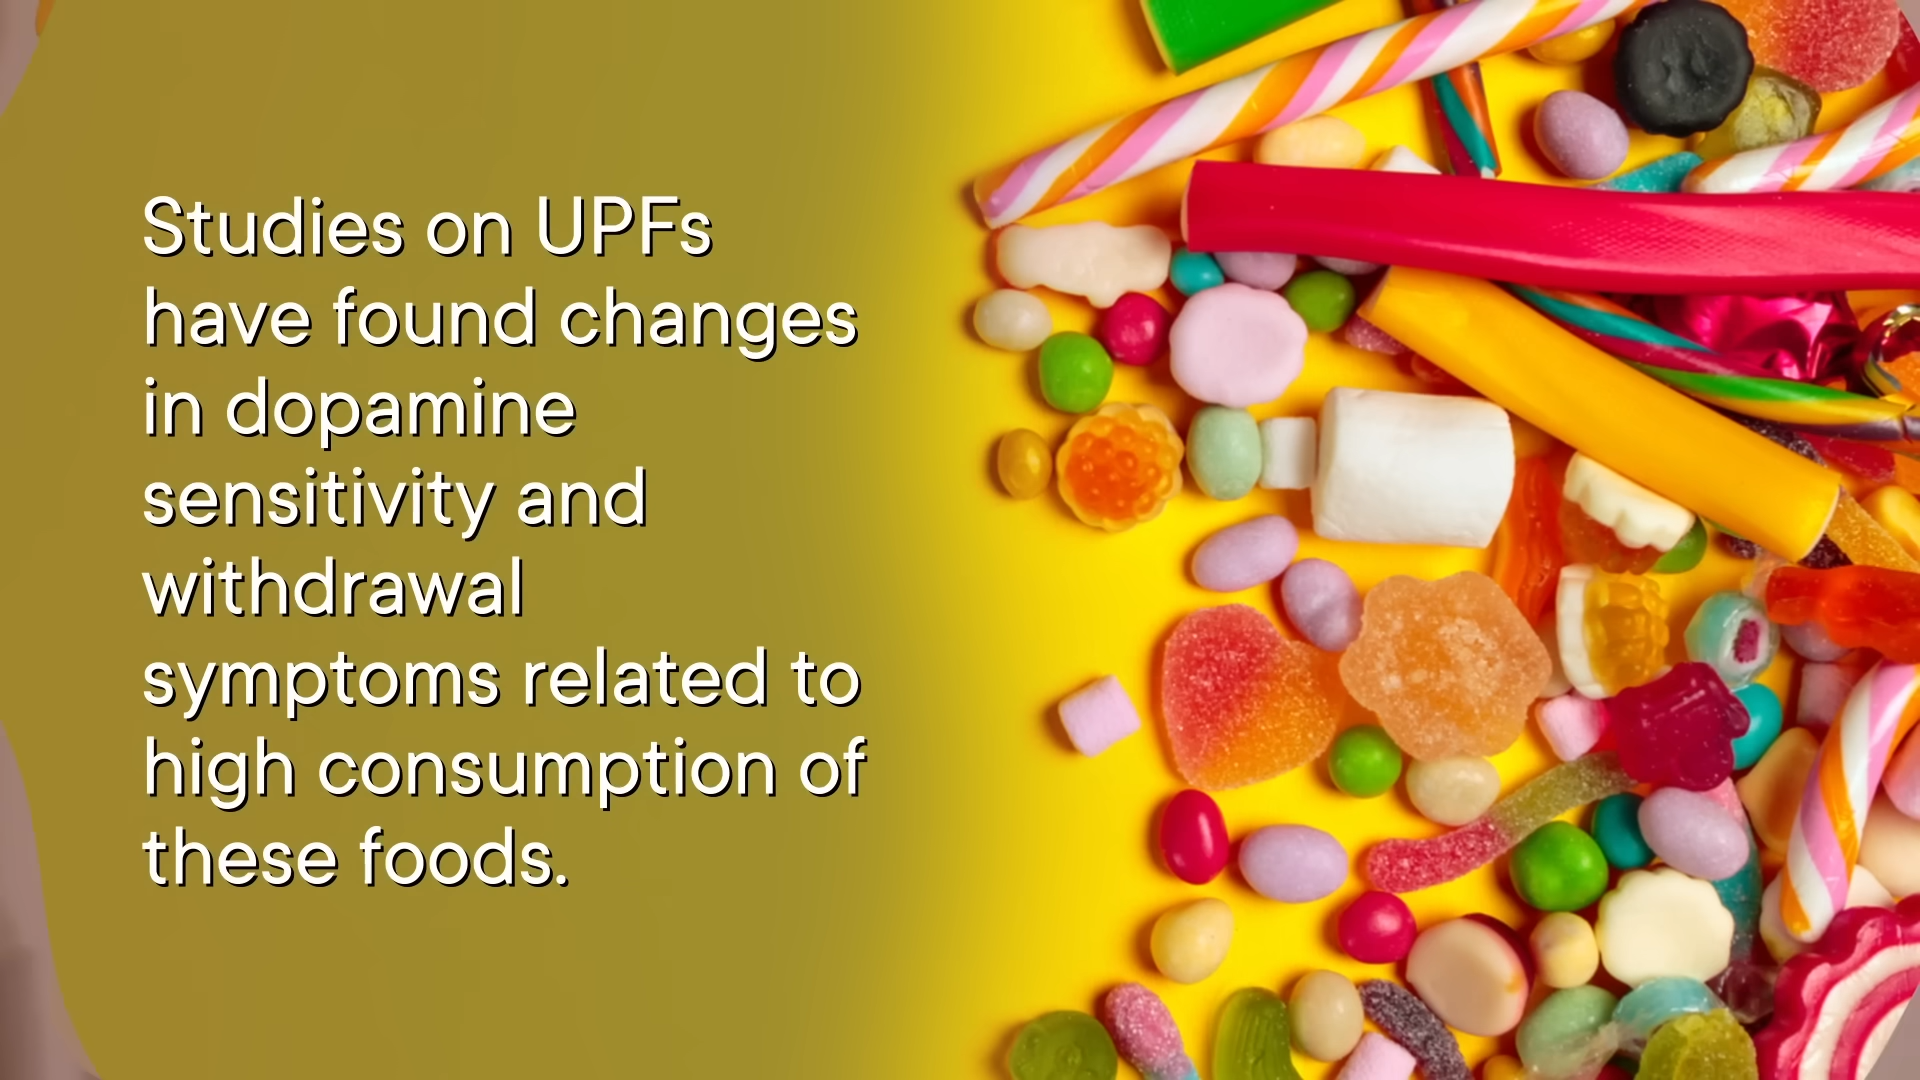 Studies on UPFs
have found changes
in dopamine
sensitivity and
withdrawal
symptoms related to
high consumption of
these foods.